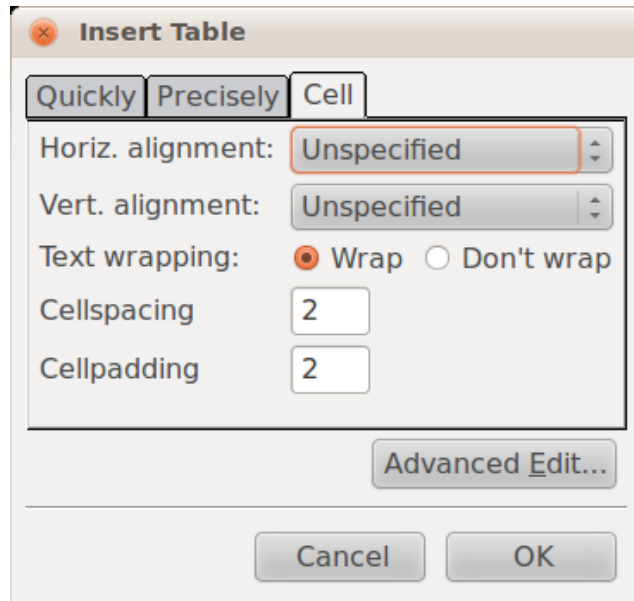 Insert Table
Quickly Precisely Cell
Horiz. alignment: Unspecified
Vert. alignment: Unspecified
Text wrapping: Wrap Don't wrap
Cellspacing 2
Cellpadding 2
Advanced Edit...
Cancel OK